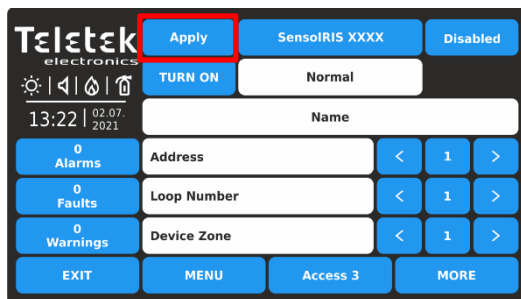 Teletek
electronics
Apply
SensoIRIS XXXX
Disabled
TURN ON
Normal
13:22 | 02.07.
2021
Name
0
Alarms
Address
<
1
>
0
Faults
Loop Number
<
1
>
0
Warnings
Device Zone
<
1
>
EXIT
MENU
Access 3
MORE